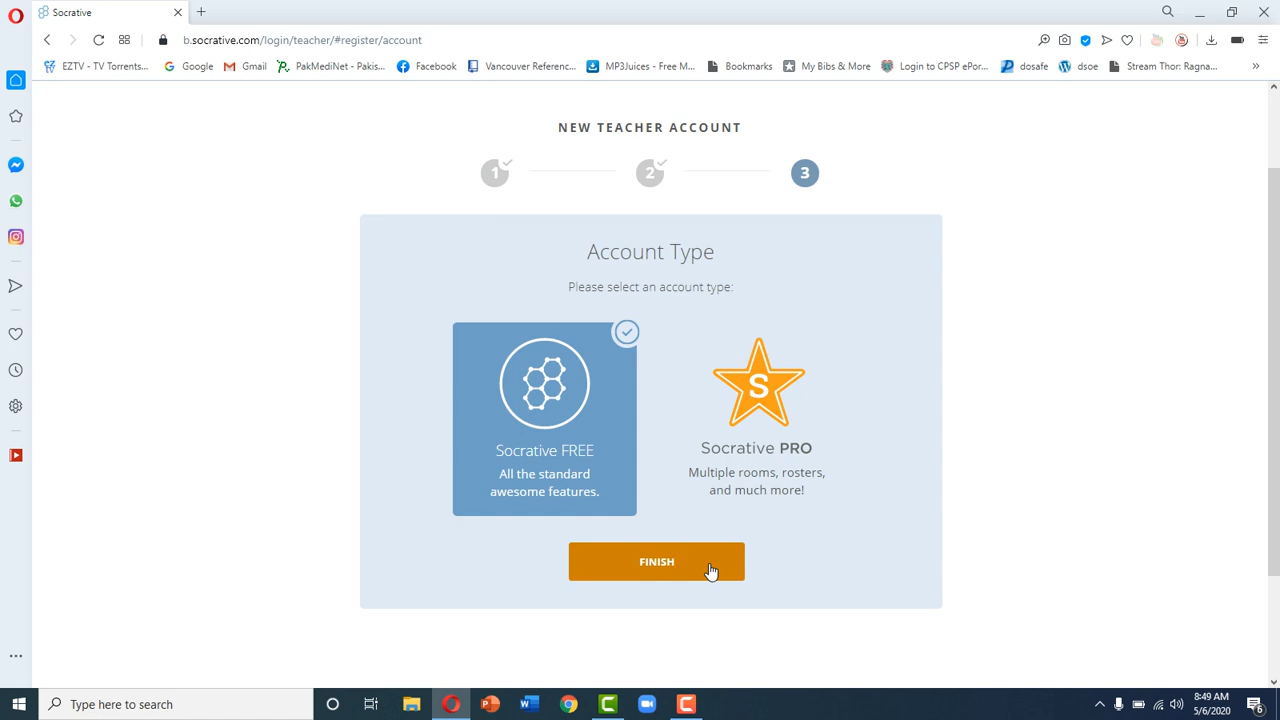 Socrative
b.socrative.com/login/teacher/#register/account
EZTV - TV Torrents...
Google
Gmail
PakMediNet - Pakis...
Facebook
Vancouver Referenc...
MP3Juices - Free M...
Bookmarks
My Bibs & More
Login to CPSP ePor...
dosafe
dsoe
Stream Thor: Ragna...
NEW TEACHER ACCOUNT
1
2
3
Account Type
Please select an account type:
Socrative FREE
All the standard
awesome features.
S
Socrative PRO
Multiple rooms, rosters,
and much more!
FINISH
Type here to search
8:49 AM
5/6/2020
6